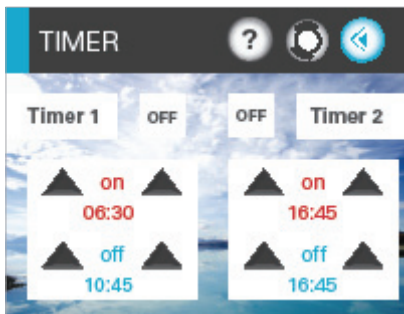 TIMER ?
Timer 1 OFF OFF Timer 2
on on
06:30 16:45
off off
10:45 16:45